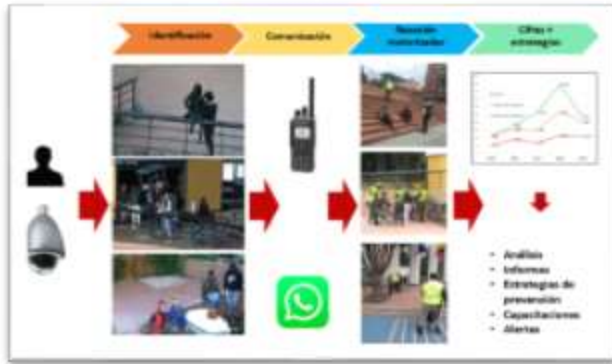 Identificación
Comunicación
Reacción
motorizados
Cifras +
estrategias
• Análisis
• Informes
• Estrategias de
prevención
• Capacitaciones
• Alertas